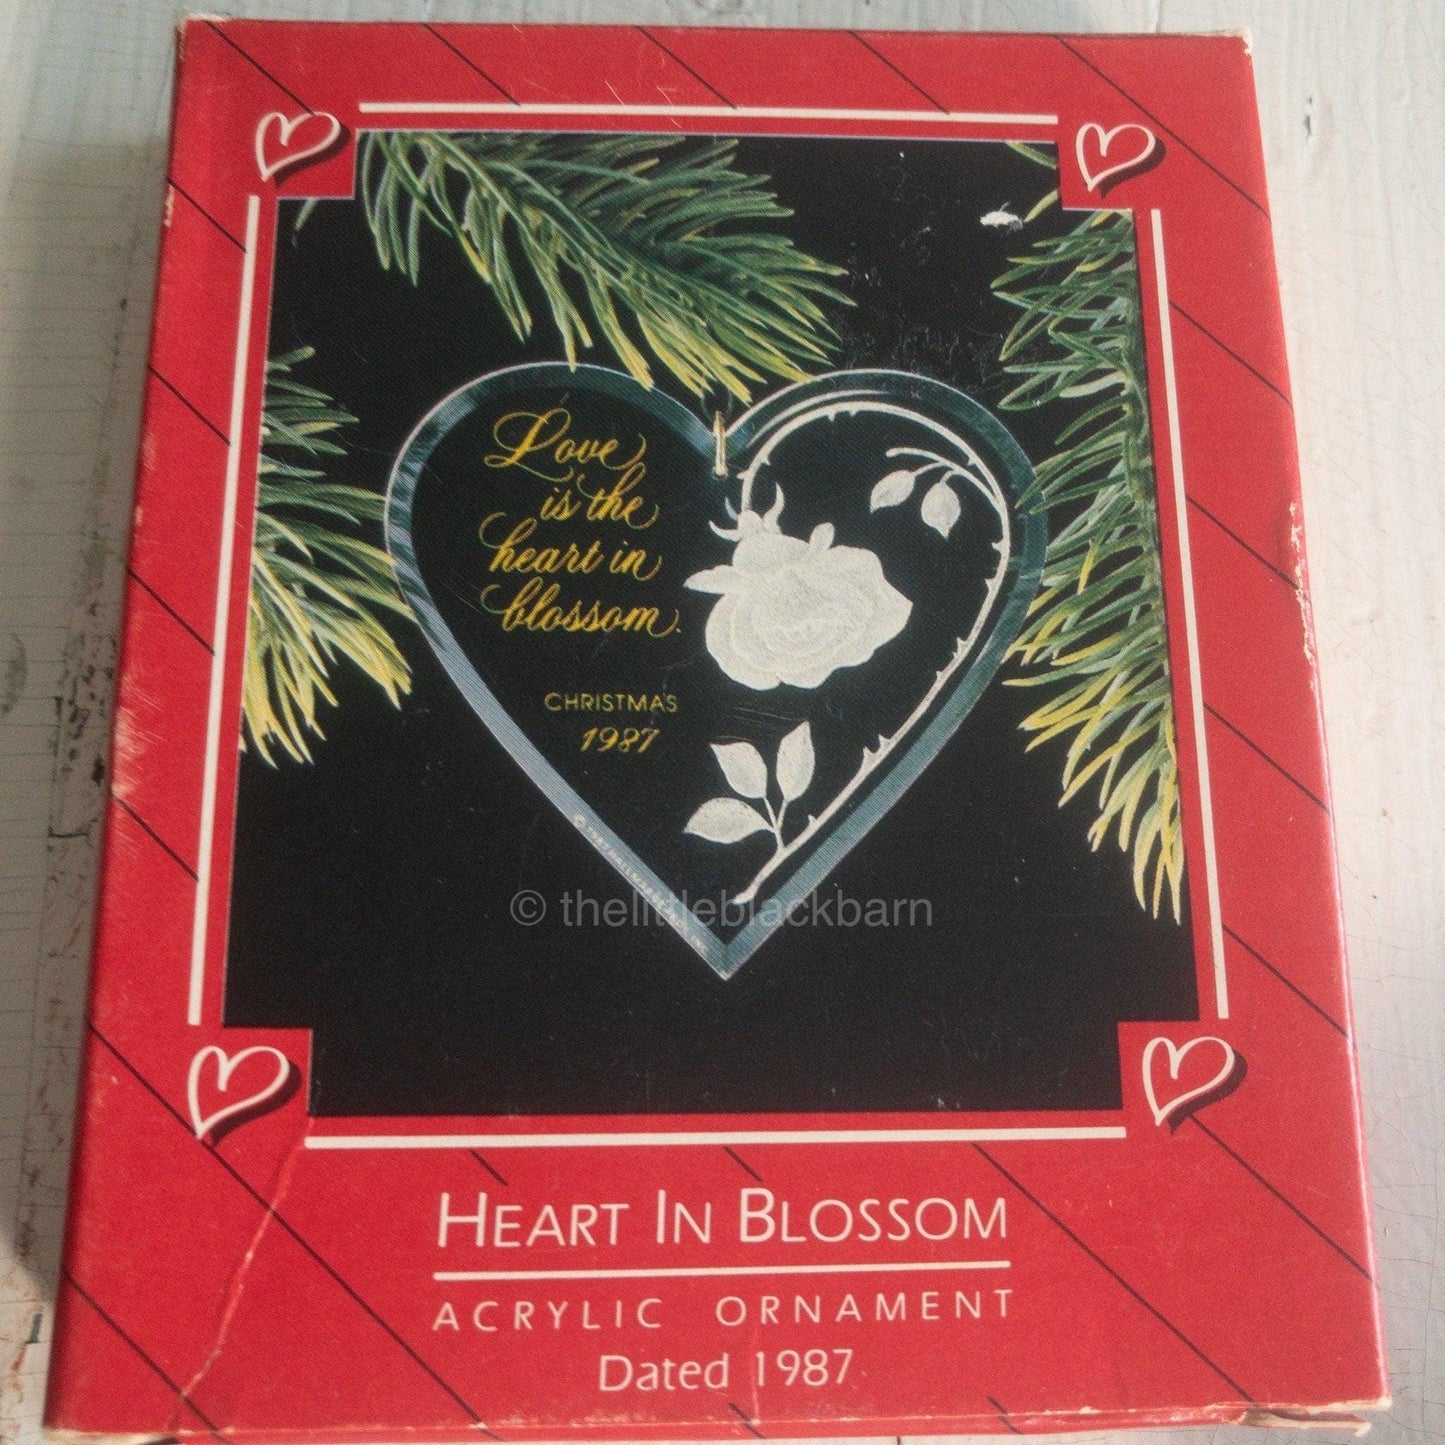 Love
is the
heart in
blossom.
CHRISTMAS
1987
© thelittleblackbarn
HEART IN BLOSSOM
ACRYLIC ORNAMENT
Dated 1987